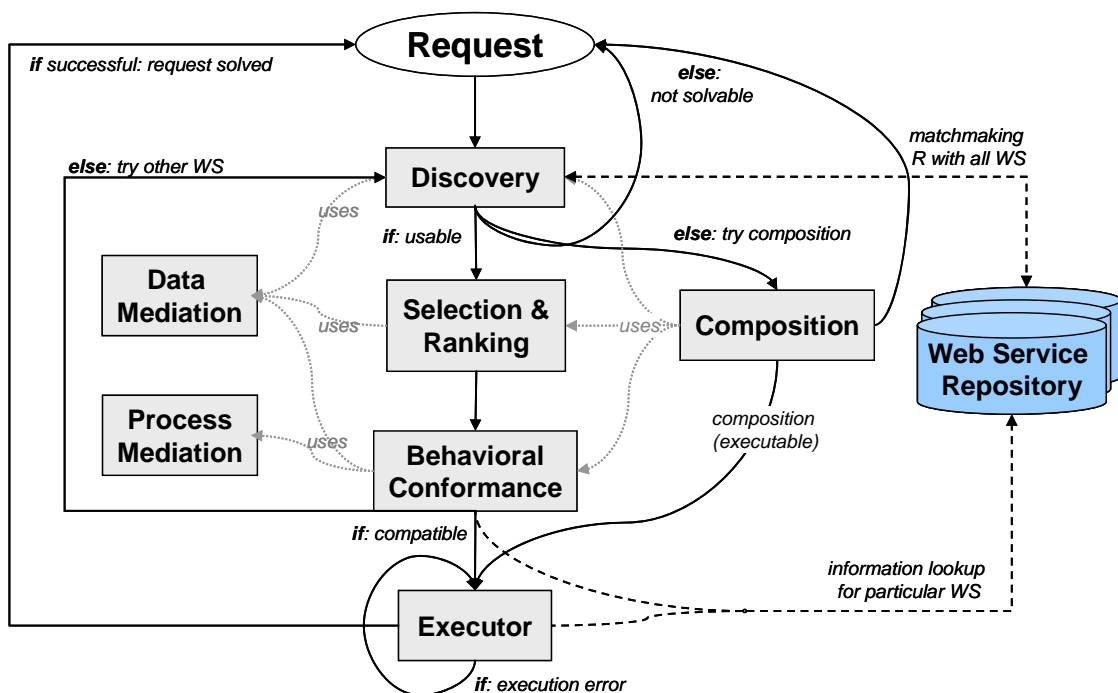 Request
if successful: request solved
else:
not solvable
matchmaking
R with all WS
else: try other WS
Discovery
uses
if: usable
else: try composition
Data
Mediation
Selection &
Ranking
uses
uses
Composition
Web Service
Repository
Process
Mediation
uses
Behavioral
Conformance
composition
(executable)
if: compatible
information lookup
for particular WS
Executor
if: execution error